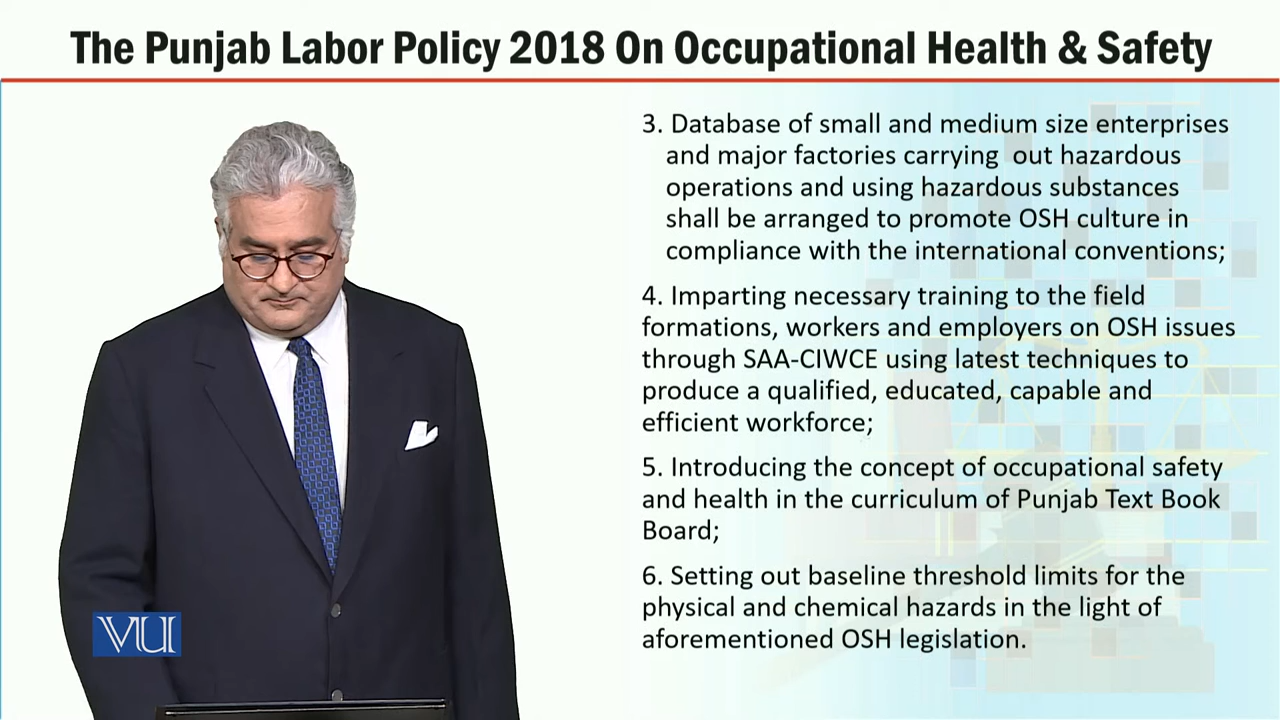 The Punjab Labor Policy 2018 On Occupational Health & Safety
3. Database of small and medium size enterprises
and major factories carrying out hazardous
operations and using hazardous substances
shall be arranged to promote OSH culture in
compliance with the international conventions;
4. Imparting necessary training to the field
formations, workers and employers on OSH issues
through SAA-CIWCE using latest techniques to
produce a qualified, educated, capable and
efficient workforce;
5. Introducing the concept of occupational safety
and health in the curriculum of Punjab Text Book
Board;
6. Setting out baseline threshold limits for the
physical and chemical hazards in the light of
aforementioned OSH legislation.
VU